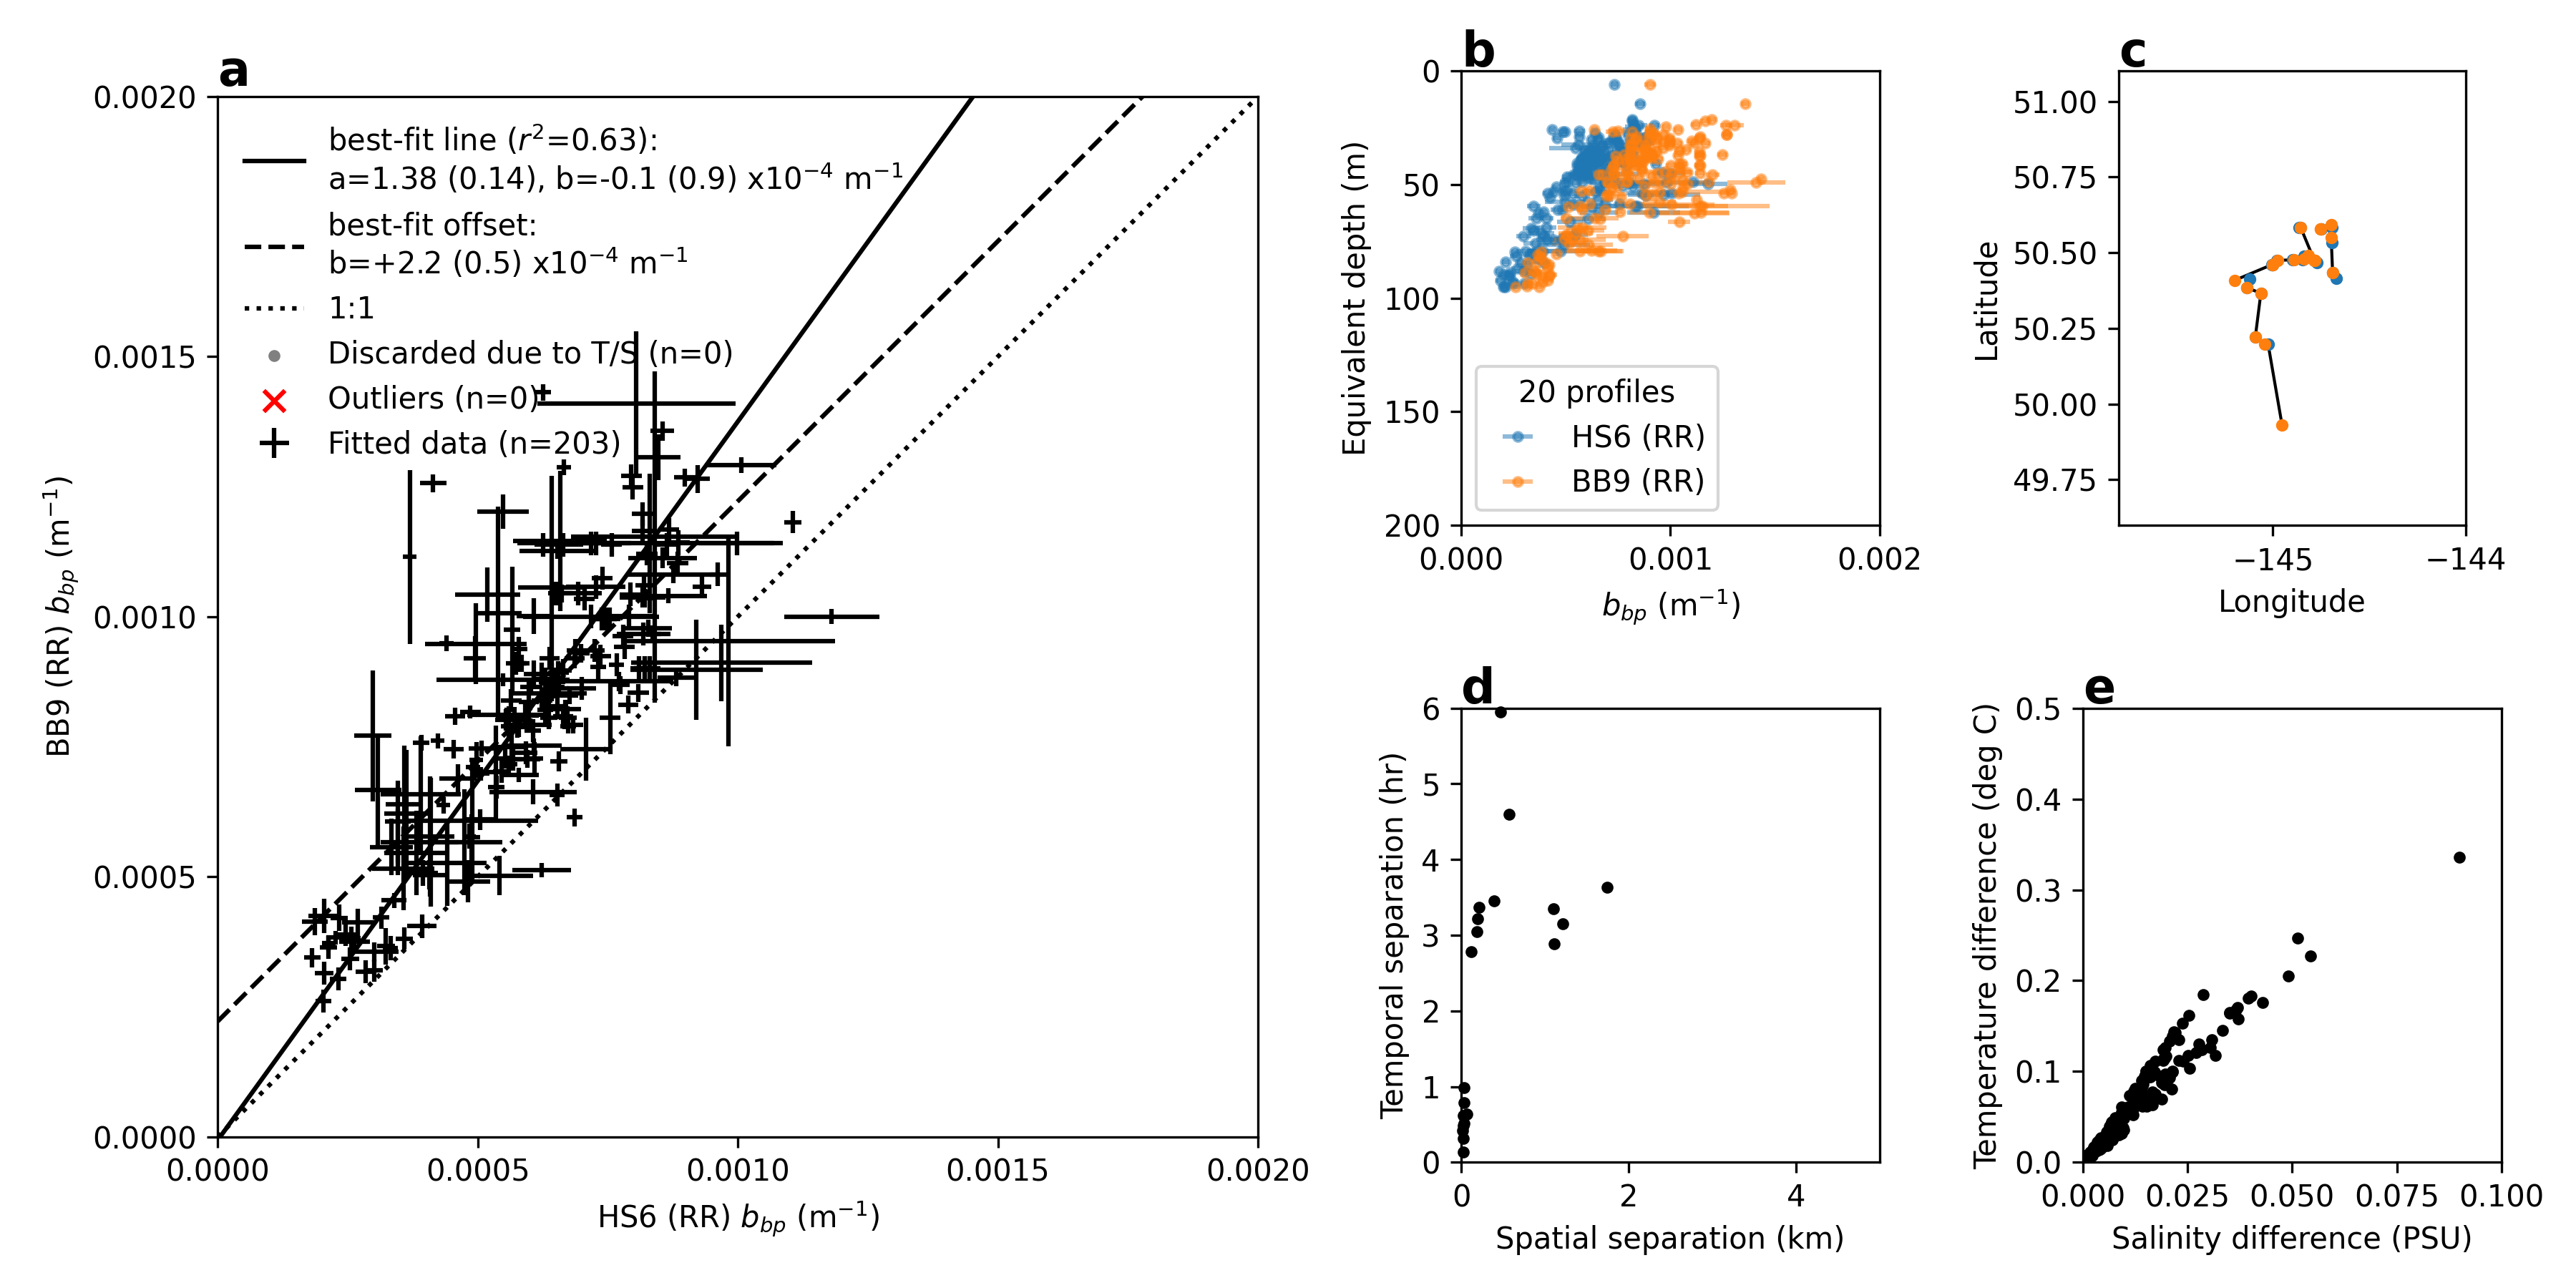 a
0.0020
0.0015
0.0010
0.0005
0.0000
0.0000 0.0005 0.0010 0.0015 0.0020
HS6 (RR) b_bp (m⁻¹)
BB9 (RR) b_bp (m⁻¹)
best-fit line (r²=0.63):
a=1.38 (0.14), b=-0.1 (0.9) x10⁻⁴ m⁻¹
best-fit offset:
b=+2.2 (0.5) x10⁻⁴ m⁻¹
1:1
Discarded due to T/S (n=0)
Outliers (n=0)
Fitted data (n=203)
b
0
50
100
150
200
0.000 0.001 0.002
b_bp (m⁻¹)
Equivalent depth (m)
20 profiles
HS6 (RR)
BB9 (RR)
c
51.00
50.75
50.50
50.25
50.00
49.75
−145 −144
Longitude
Latitude
d
6
5
4
3
2
1
0
0 2 4
Spatial separation (km)
Temporal separation (hr)
e
0.5
0.4
0.3
0.2
0.1
0.0
0.000 0.025 0.050 0.075 0.100
Salinity difference (PSU)
Temperature difference (deg C)